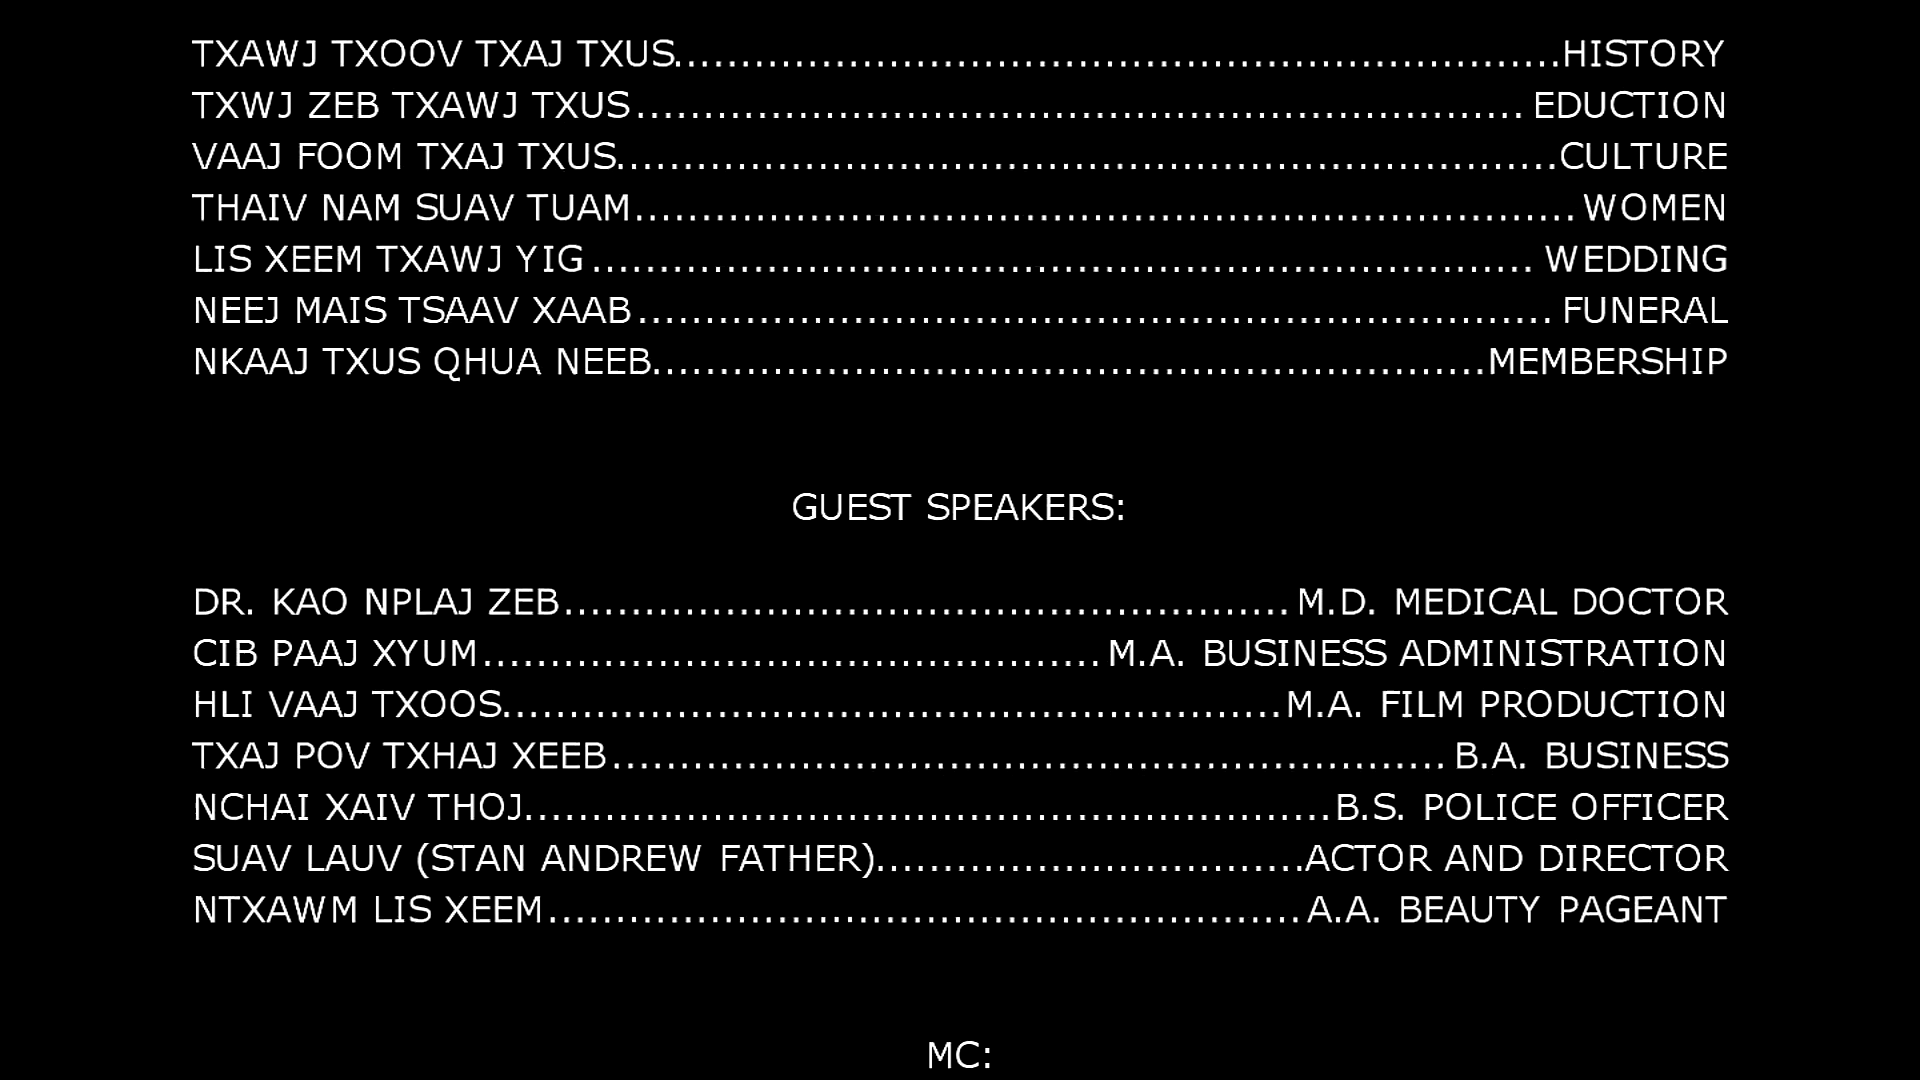 TXAWJ TXOOV TXAJ TXUS..................................................................HISTORY
TXWJ ZEB TXAWJ TXUS.................................................................. EDUCTION
VAAJ FOOM TXAJ TXUS......................................................................CULTURE
THAIV NAM SUAV TUAM...................................................................... WOMEN
LIS XEEM TXAWJ YIG...................................................................... WEDDING
NEEJ MAIS TSAAV XAAB.................................................................... FUNERAL
NKAAJ TXUS QHUA NEEB..............................................................MEMBERSHIP
GUEST SPEAKERS:
DR. KAO NPLAJ ZEB...................................................... M.D. MEDICAL DOCTOR
CIB PAAJ XYUM.............................................. M.A. BUSINESS ADMINISTRATION
HLI VAAJ TXOOS..........................................................M.A. FILM PRODUCTION
TXAJ POV TXHAJ XEEB.............................................................. B.A. BUSINESS
NCHAI XAIV THOJ............................................................B.S. POLICE OFFICER
SUAV LAUV (STAN ANDREW FATHER)................................ACTOR AND DIRECTOR
NTXAWM LIS XEEM........................................................ A.A. BEAUTY PAGEANT
MC: